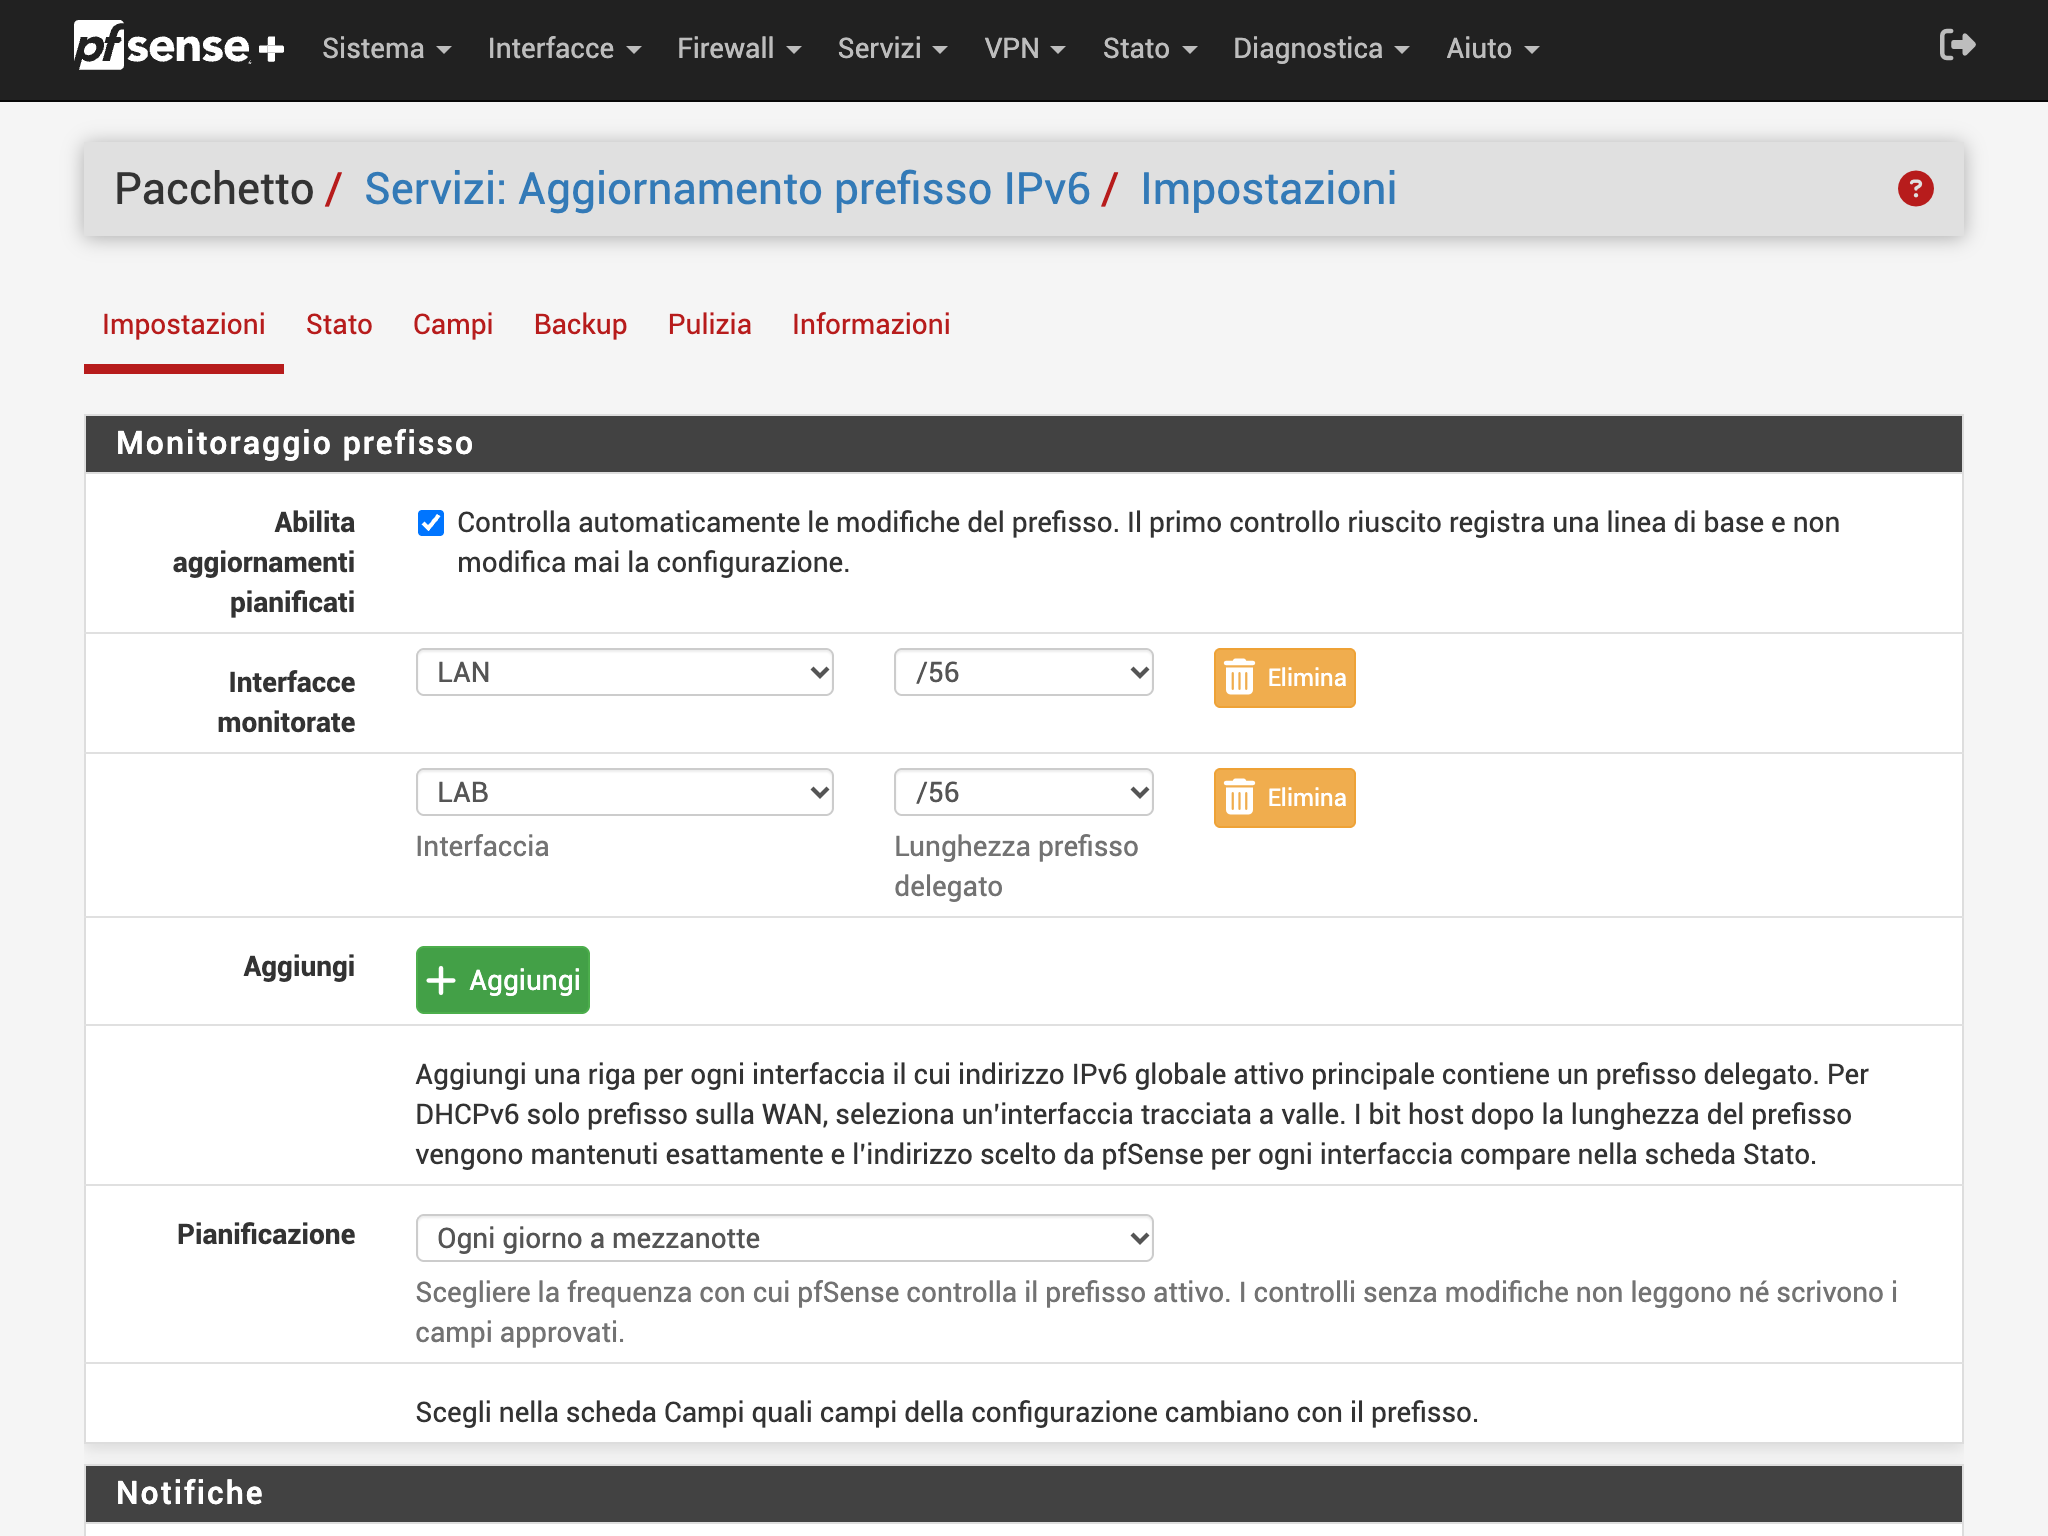 pfsense+ Sistema Interfacce Firewall Servizi VPN Stato Diagnostica Aiuto
Pacchetto / Servizi: Aggiornamento prefisso IPv6 / Impostazioni ?
Impostazioni Stato Campi Backup Pulizia Informazioni
Monitoraggio prefisso
Abilita aggiornamenti pianificati
Controlla automaticamente le modifiche del prefisso. Il primo controllo riuscito registra una linea di base e non
modifica mai la configurazione.
Interfacce monitorate
LAN /56 Elimina
LAB /56 Elimina
Interfaccia
Lunghezza prefisso
delegato
Aggiungi
Aggiungi
Aggiungi una riga per ogni interfaccia il cui indirizzo IPv6 globale attivo principale contiene un prefisso delegato. Per
DHCPv6 solo prefisso sulla WAN, seleziona un'interfaccia tracciata a valle. I bit host dopo la lunghezza del prefisso
vengono mantenuti esattamente e l'indirizzo scelto da pfSense per ogni interfaccia compare nella scheda Stato.
Pianificazione
Ogni giorno a mezzanotte
Scegliere la frequenza con cui pfSense controlla il prefisso attivo. I controlli senza modifiche non leggono né scrivono i
campi approvati.
Scegli nella scheda Campi quali campi della configurazione cambiano con il prefisso.
Notifiche